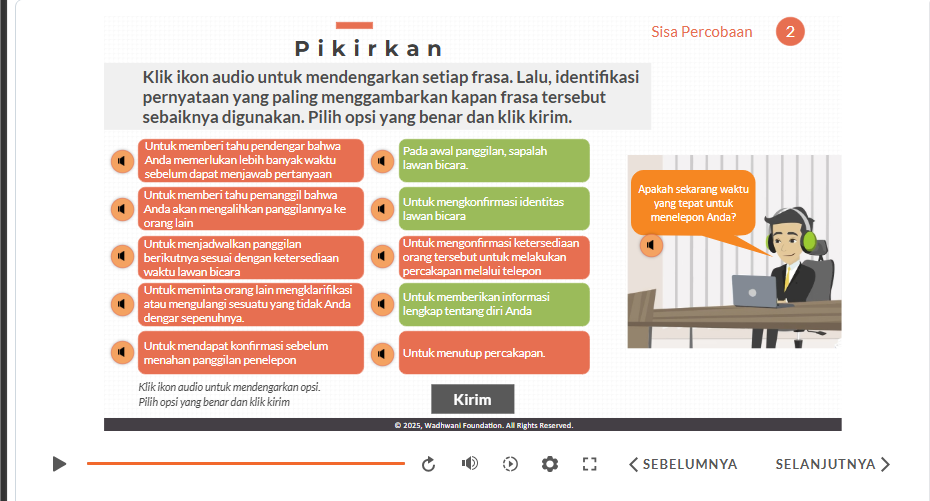 Sisa Percobaan
2
Pikirkan
Klik ikon audio untuk mendengarkan setiap frasa. Lalu, identifikasi
pernyataan yang paling menggambarkan kapan frasa tersebut
sebaiknya digunakan. Pilih opsi yang benar dan klik kirim.
Untuk memberi tahu pendengar bahwa
Anda memerlukan lebih banyak waktu
sebelum dapat menjawab pertanyaan
Pada awal panggilan, sapalah
lawan bicara.
Untuk memberi tahu pemanggil bahwa
Anda akan mengalihkan panggilannya ke
orang lain
Untuk mengkonfirmasi identitas
lawan bicara
Untuk menjadwalkan panggilan
berikutnya sesuai dengan ketersediaan
waktu lawan bicara
Untuk mengonfirmasi ketersediaan
orang tersebut untuk melakukan
percakapan melalui telepon
Untuk meminta orang lain mengklarifikasi
atau mengulangi sesuatu yang tidak Anda
dengar sepenuhnya.
Untuk memberikan informasi
lengkap tentang diri Anda
Untuk mendapat konfirmasi sebelum
menahan panggilan penelepon
Untuk menutup percakapan.
Apakah sekarang waktu
yang tepat untuk
menelepon Anda?
Klik ikon audio untuk mendengarkan opsi.
Pilih opsi yang benar dan klik kirim
Kirim
© 2025, Wadhwani Foundation. All Rights Reserved.
SEBELUMNYA
SELANJUTNYA